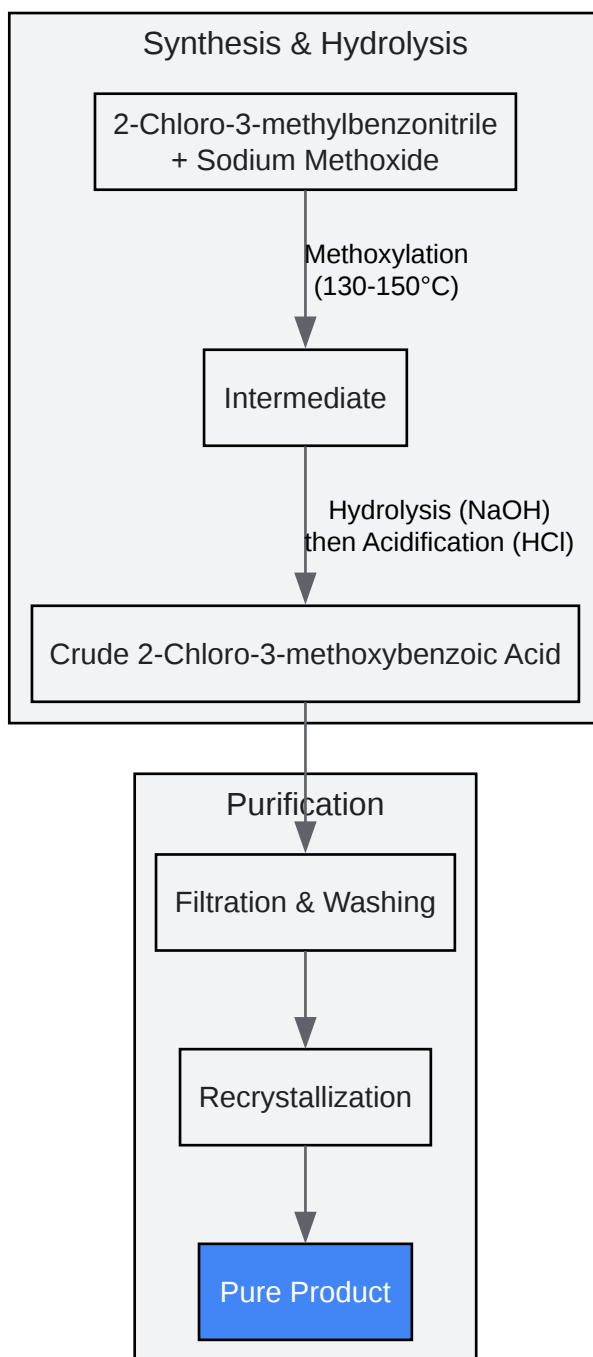 Synthesis & Hydrolysis
2-Chloro-3-methylbenzonitrile
+ Sodium Methoxide
Methoxylation
(130-150°C)
Intermediate
Hydrolysis (NaOH)
then Acidification (HCl)
Crude 2-Chloro-3-methoxybenzoic Acid
Purification
Filtration & Washing
Recrystallization
Pure Product